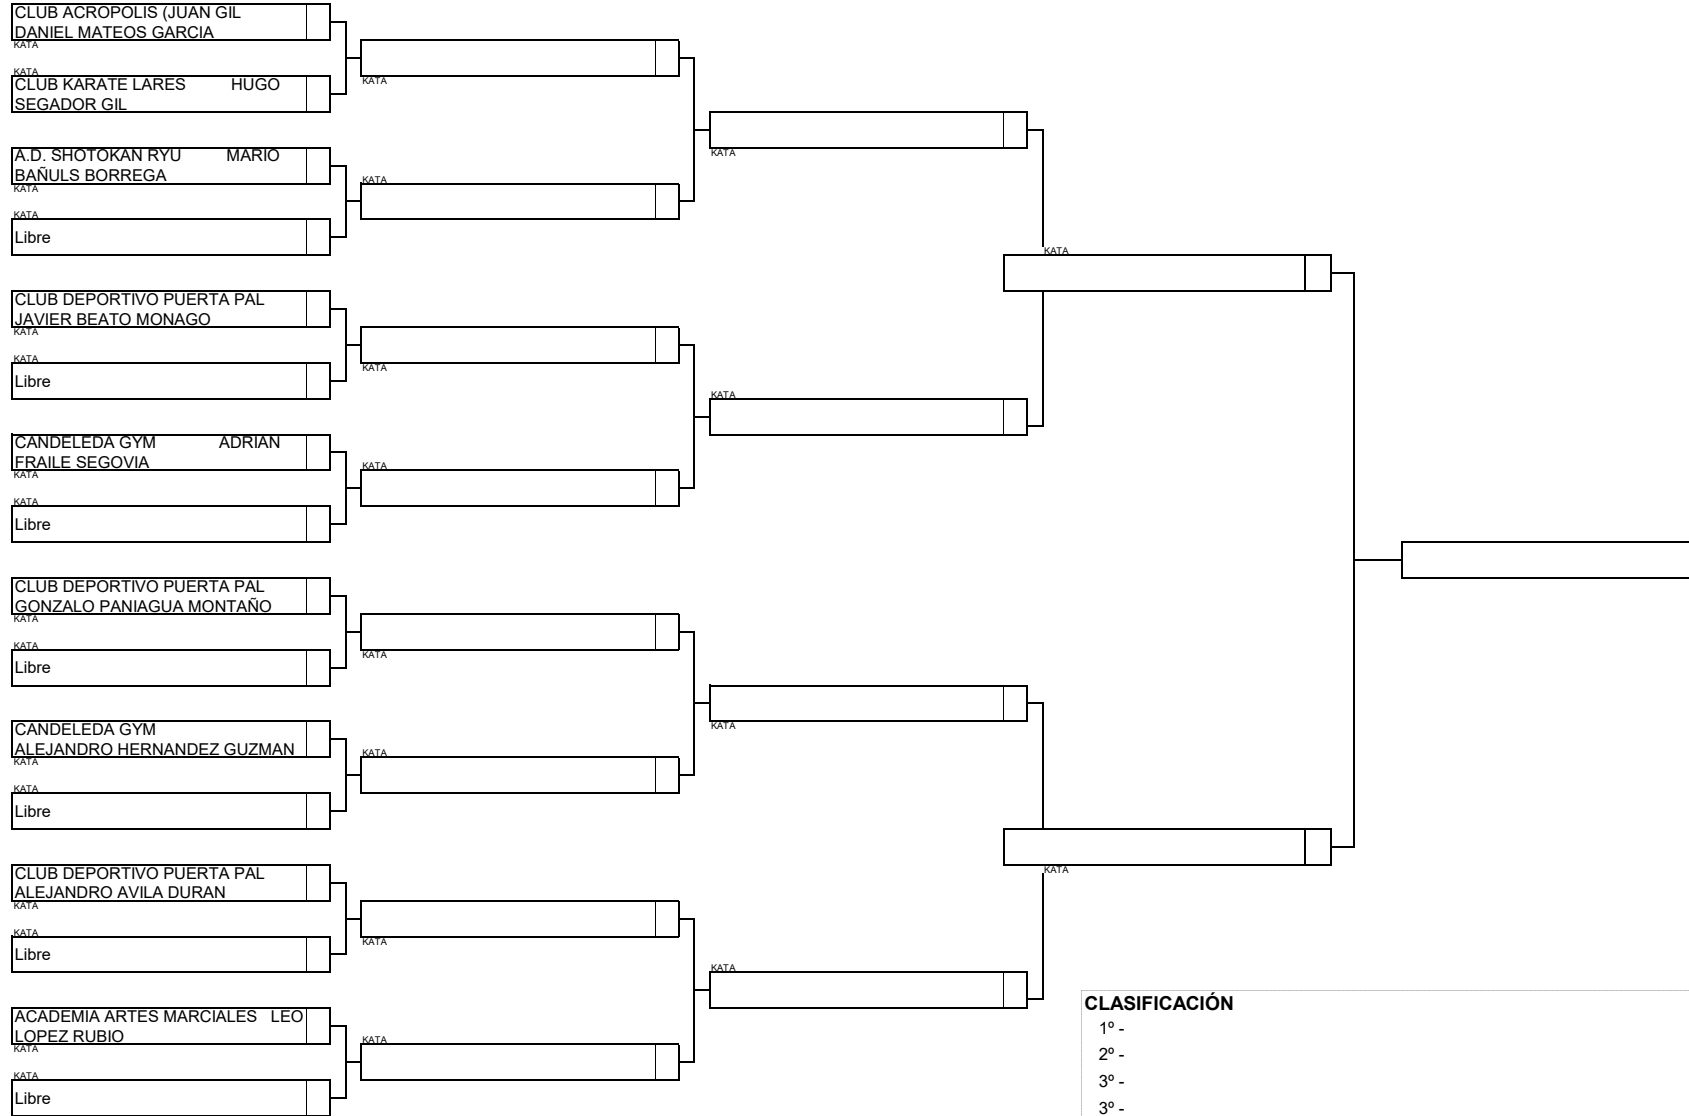 CLUB ACROPOLIS (JUAN GIL
DANIEL MATEOS GARCIA
KATA
KATA
CLUB KARATE LARES HUGO
SEGADOR GIL
KATA
A.D. SHOTOKAN RYU MARIO
BAÑULS BORREGA
KATA
KATA
Libre
KATA
KATA
CLUB DEPORTIVO PUERTA PAL
JAVIER BEATO MONAGO
KATA
KATA
Libre
KATA
KATA
CANDELEDA GYM ADRIAN
FRAILE SEGOVIA
KATA
KATA
Libre
KATA
KATA
CLUB DEPORTIVO PUERTA PAL
GONZALO PANIAGUA MONTAÑO
KATA
KATA
Libre
KATA
CANDELEDA GYM
ALEJANDRO HERNANDEZ GUZMAN
KATA
KATA
Libre
KATA
KATA
CLUB DEPORTIVO PUERTA PAL
ALEJANDRO AVILA DURAN
KATA
KATA
Libre
KATA
KATA
KATA
ACADEMIA ARTES MARCIALES LEO
LOPEZ RUBIO
KATA
KATA
Libre
KATA
CLASIFICACIÓN
1º -
2º -
3º -
3º -